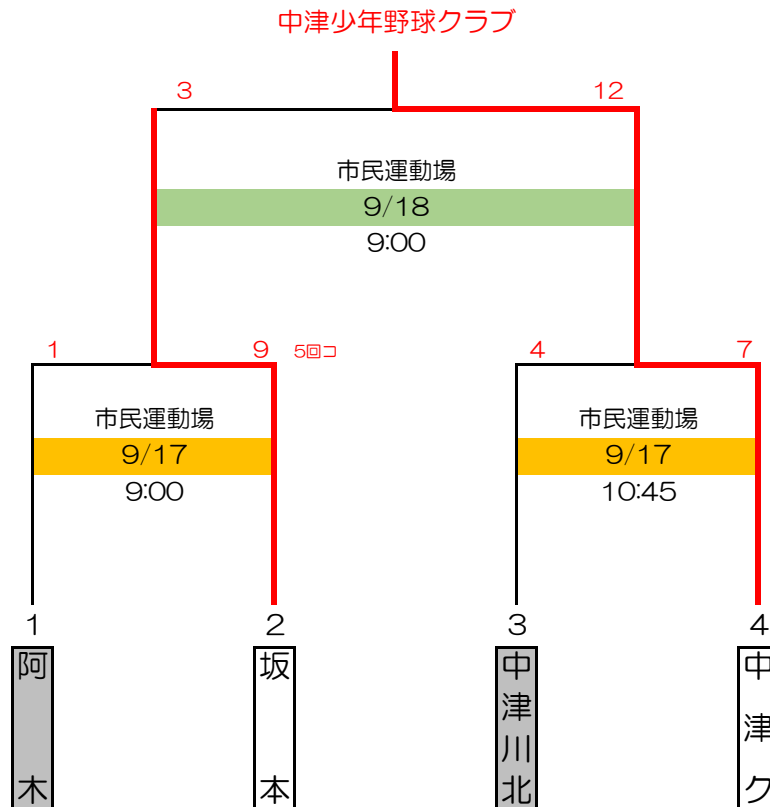 中津少年野球クラブ
3 12
市民運動場
9/18
9:00
1 9 5回コ 4 7
市民運動場 市民運動場
9/17 9/17
9:00 10:45
1 2 3 4
阿木 坂本 中津川北 中津ク